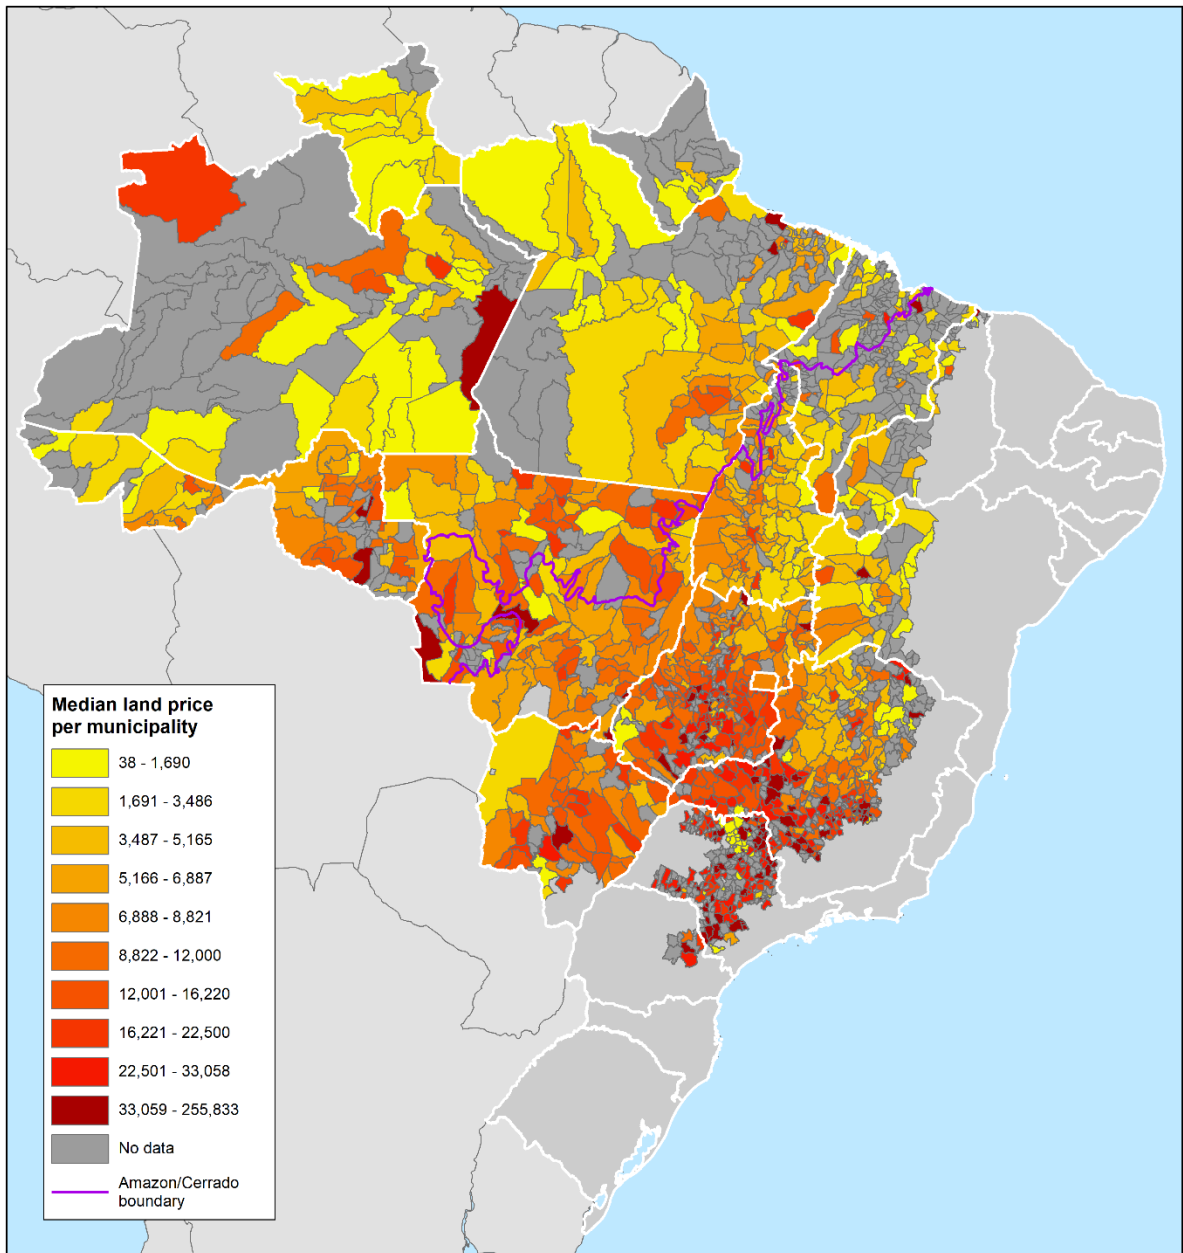 Median land price
per municipality
38 - 1,690
1,691 - 3,486
3,487 - 5,165
5,166 - 6,887
6,888 - 8,821
8,822 - 12,000
12,001 - 16,220
16,221 - 22,500
22,501 - 33,058
33,059 - 255,833
No data
Amazon/Cerrado
boundary